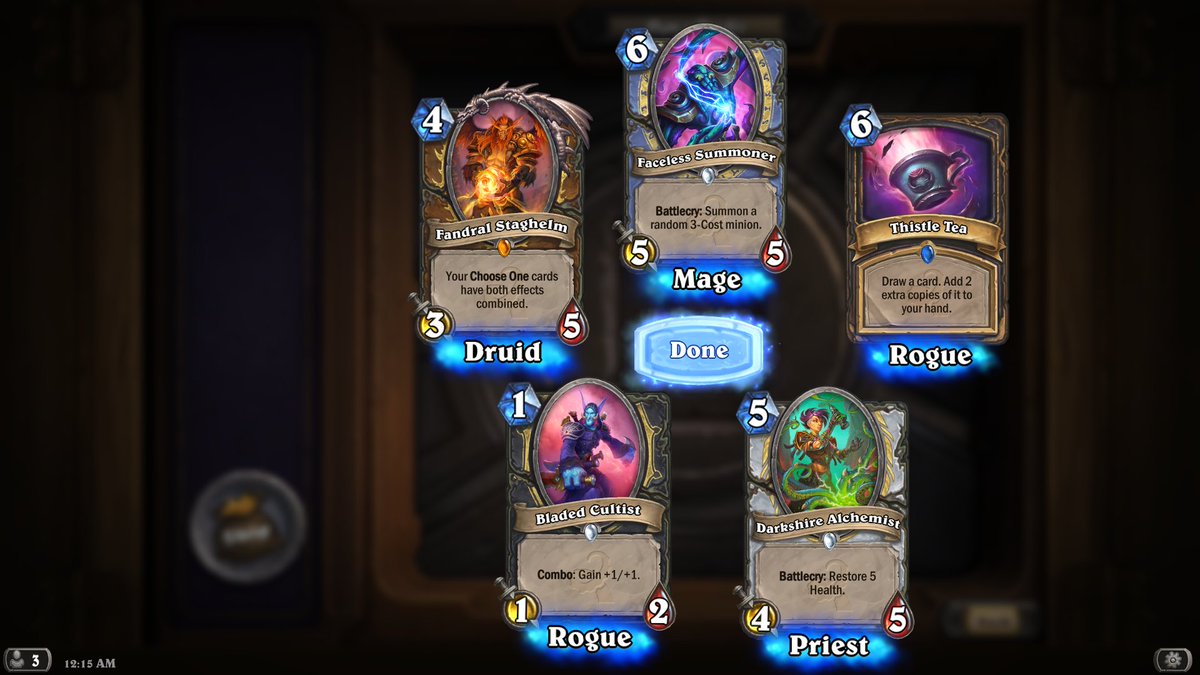 6
Faceless Summoner
Battlecry: Summon a
random 3-Cost minion.
5
5
Mage
4
Fandral Staghelm
Your Choose One cards
have both effects
combined.
3
5
Druid
6
Thistle Tea
Draw a card. Add 2
extra copies of it to
your hand.
Rogue
Done
1
Bladed Cultist
Combo: Gain +1/+1.
1
2
Rogue
5
Darkshire Alchemist
Battlecry: Restore 5
Health.
4
5
Priest
3
12:15 AM